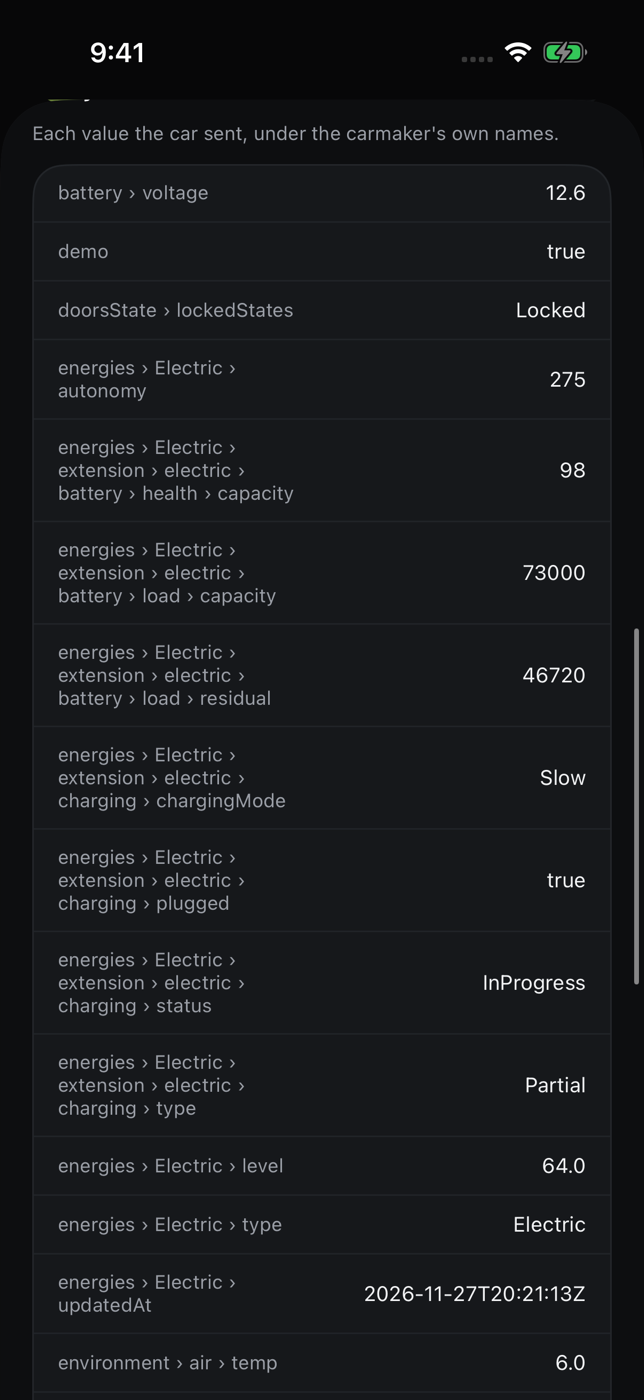 9:41
Each value the car sent, under the carmaker's own names.
battery › voltage 12.6
demo true
doorsState › lockedStates Locked
energies › Electric ›
autonomy 275
energies › Electric ›
extension › electric › 98
battery › health › capacity
energies › Electric ›
extension › electric › 73000
battery › load › capacity
energies › Electric ›
extension › electric › 46720
battery › load › residual
energies › Electric ›
extension › electric › Slow
charging › chargingMode
energies › Electric ›
extension › electric › true
charging › plugged
energies › Electric ›
extension › electric › InProgress
charging › status
energies › Electric ›
extension › electric › Partial
charging › type
energies › Electric › level 64.0
energies › Electric › type Electric
energies › Electric ›
updatedAt 2026-11-27T20:21:13Z
environment › air › temp 6.0